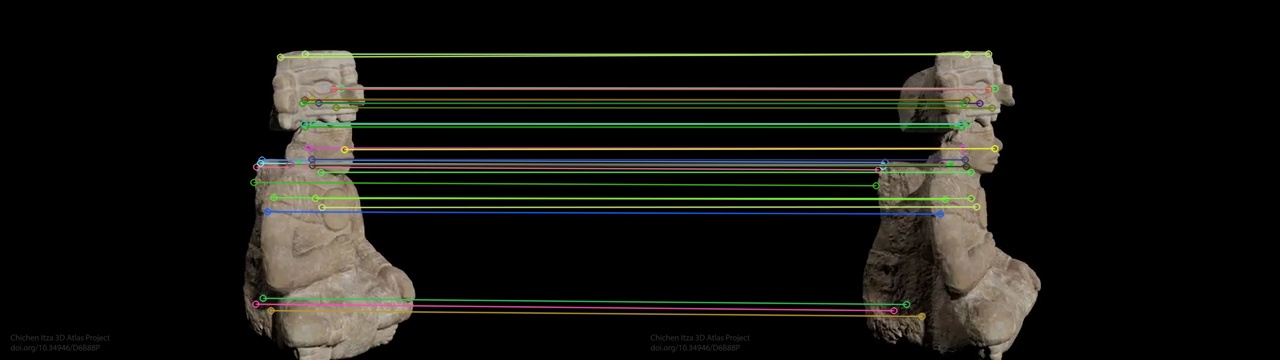 Chichen Itza 3D Atlas Project
doi.org/10.34946/D6B88P
Chichen Itza 3D Atlas Project
doi.org/10.34946/D6B88P